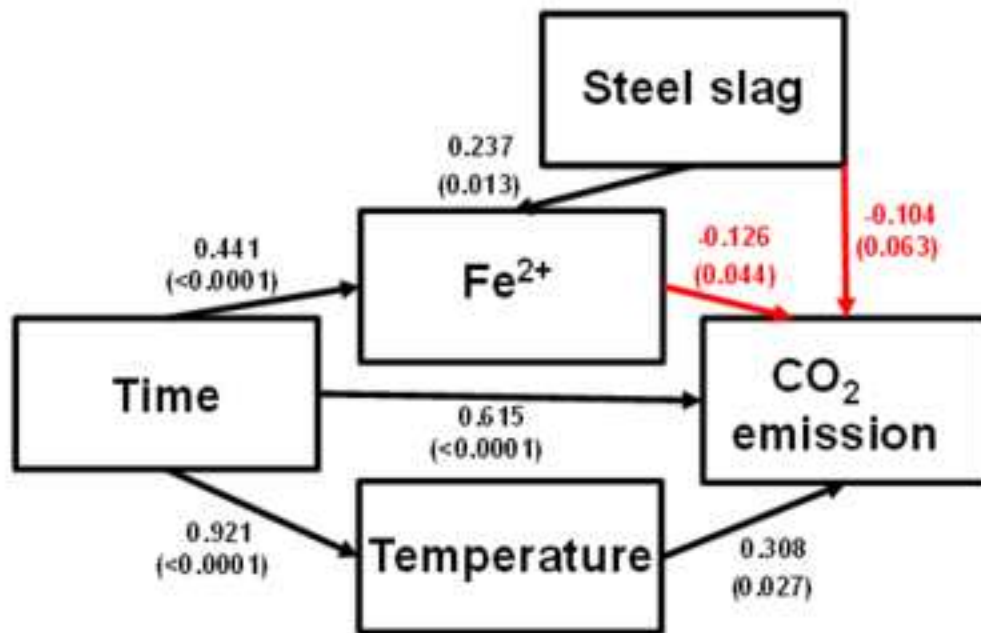 Steel slag
0.237
(0.013)
-0.104
(0.063)
0.441
(<0.0001)
Fe²⁺
-0.126
(0.044)
Time
CO₂
emission
0.615
(<0.0001)
0.921
(<0.0001)
Temperature
0.308
(0.027)